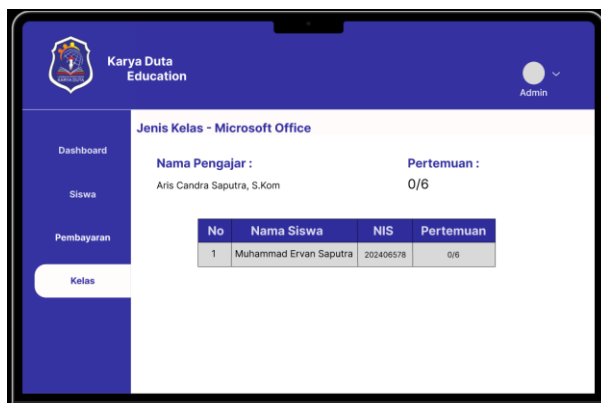 Karya Duta
Education
Admin
Dashboard
Siswa
Pembayaran
Kelas
Jenis Kelas - Microsoft Office
Nama Pengajar :
Aris Candra Saputra, S.Kom
Pertemuan :
0/6
No Nama Siswa NIS Pertemuan
1 Muhammad Ervan Saputra 202406578 0/6